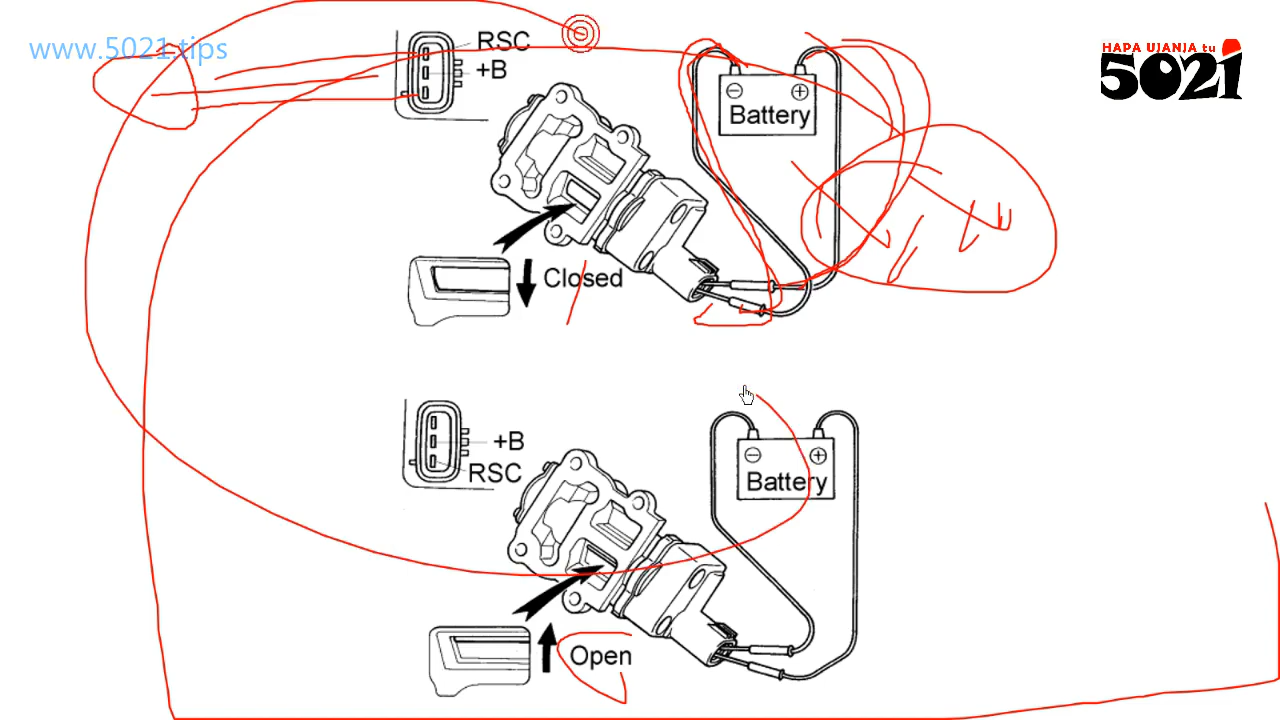 www.5021.tips
RSC
+B
HAPA UJANJA tu
5021
Battery
Closed
+B
RSC
Battery
Open